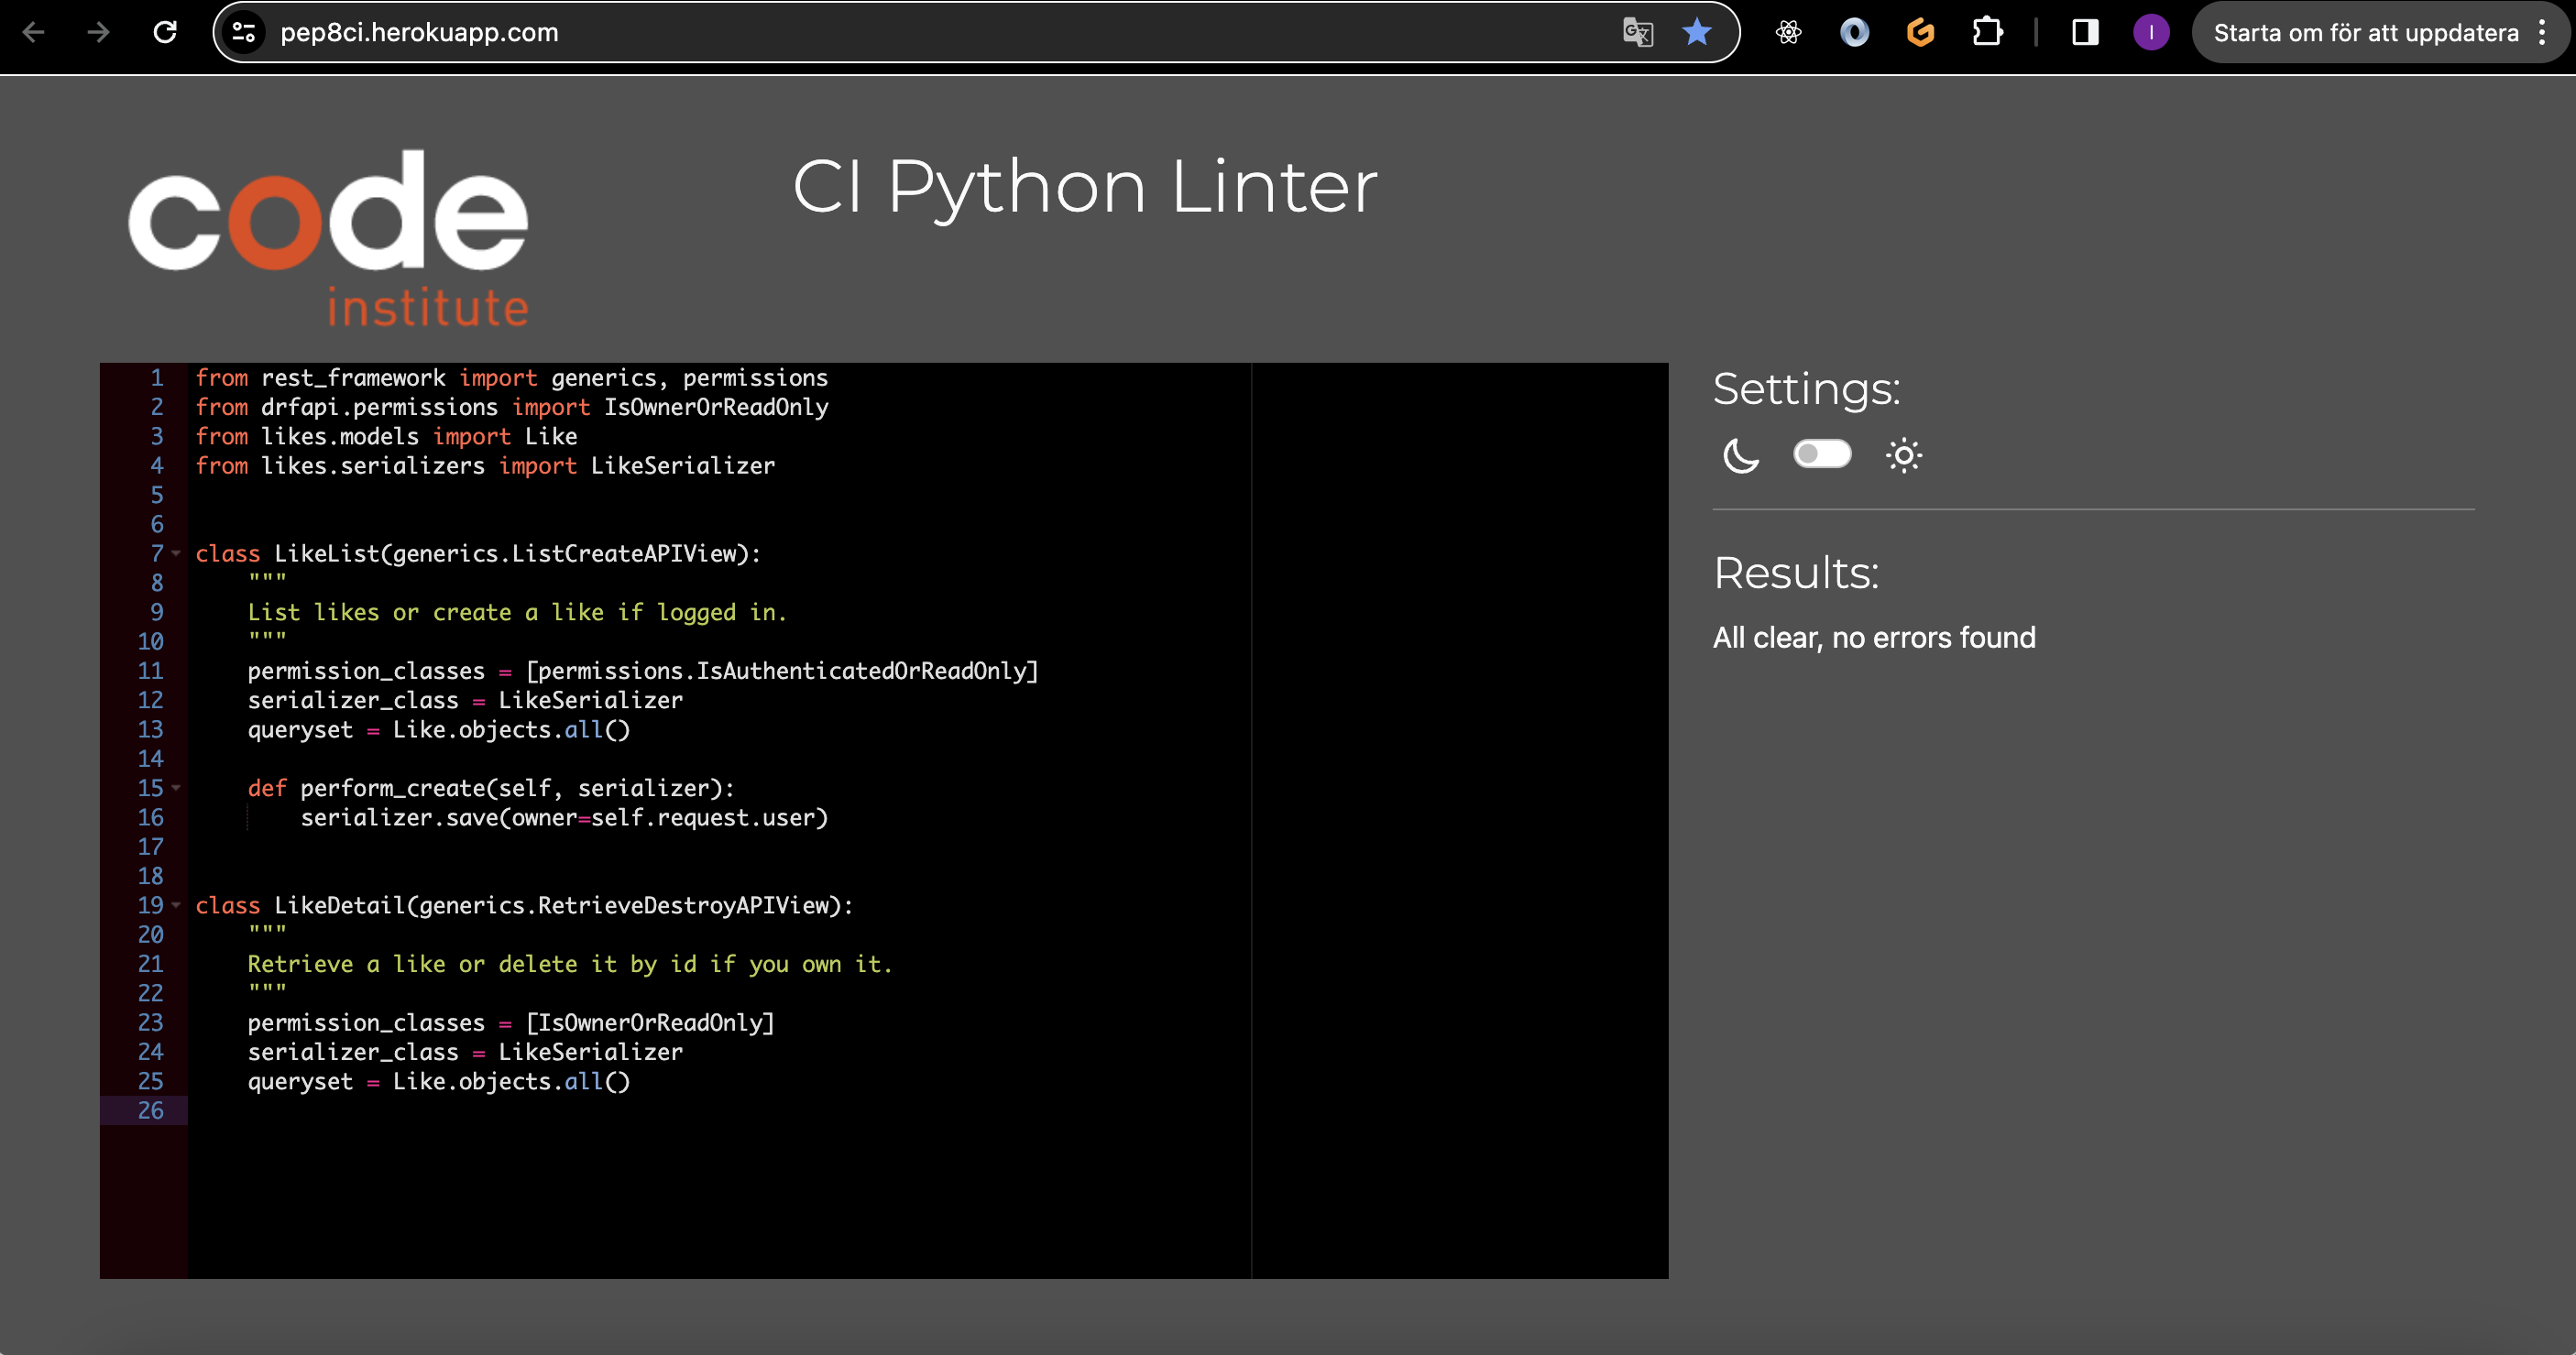 pep8ci.herokuapp.com
Starta om för att uppdatera
code
institute
CI Python Linter
1 from rest_framework import generics, permissions
2 from drfapi.permissions import IsOwnerOrReadOnly
3 from likes.models import Like
4 from likes.serializers import LikeSerializer
5
6
7 class LikeList(generics.ListCreateAPIView):
8     """
9     List likes or create a like if logged in.
10     """
11     permission_classes = [permissions.IsAuthenticatedOrReadOnly]
12     serializer_class = LikeSerializer
13     queryset = Like.objects.all()
14
15     def perform_create(self, serializer):
16         serializer.save(owner=self.request.user)
17
18
19 class LikeDetail(generics.RetrieveDestroyAPIView):
20     """
21     Retrieve a like or delete it by id if you own it.
22     """
23     permission_classes = [IsOwnerOrReadOnly]
24     serializer_class = LikeSerializer
25     queryset = Like.objects.all()
26
Settings:
Results:
All clear, no errors found